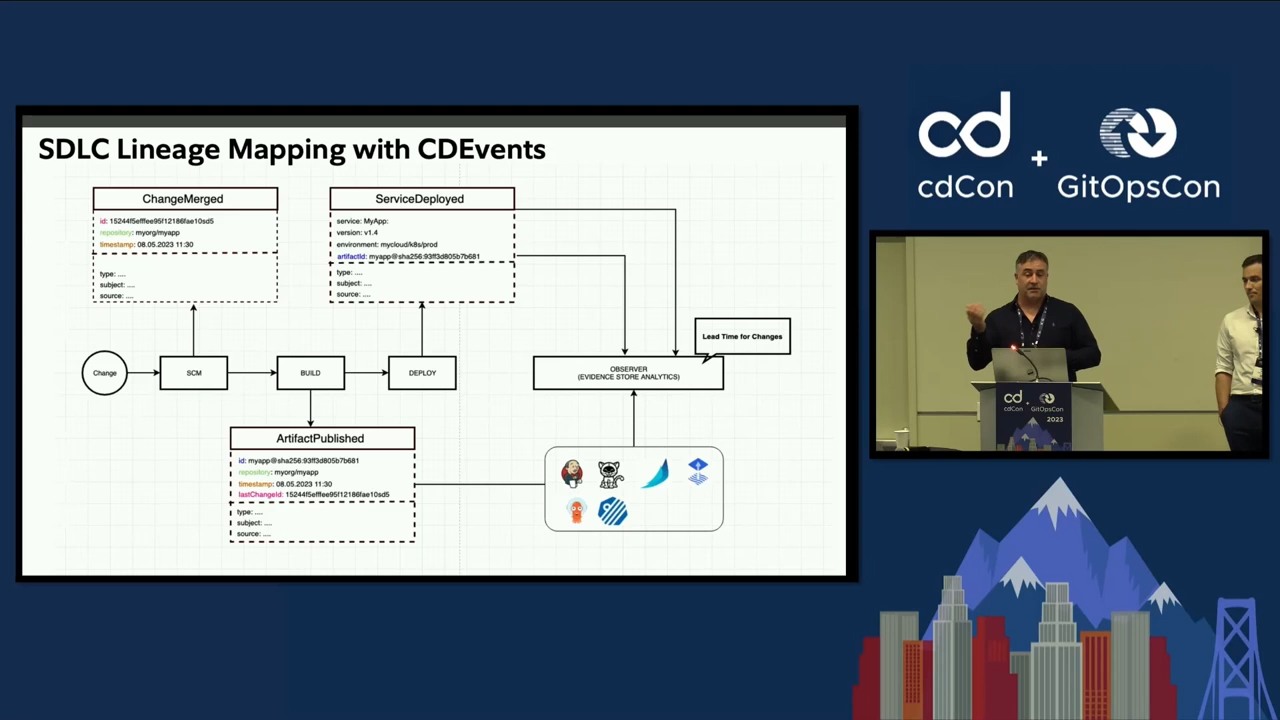 SDLC Lineage Mapping with CDEvents
ChangeMerged
id: 15244f5efffee95f12186fae10sd5
repository: myorg/myapp
timestamp: 08.05.2023 11:30
type: ....
subject: ....
source: ....
ServiceDeployed
service: MyApp:
version: v1.4
environment: mycloud/k8s/prod
artifactId: myapp@sha256:93ff3d805b7b681
type: ....
subject: ....
source: ....
Lead Time for Changes
Change
SCM
BUILD
DEPLOY
OBSERVER
(EVIDENCE STORE ANALYTICS)
ArtifactPublished
id: myapp@sha256:93ff3d805b7b681
repository: myorg/myapp
timestamp: 08.05.2023 11:30
lastChangeId: 15244f5efffee95f12186fae10sd5
type: ....
subject: ....
source: ....
cd
cdCon
+
GitOpsCon
cd
cdCon
+
GitOpsCon
2023